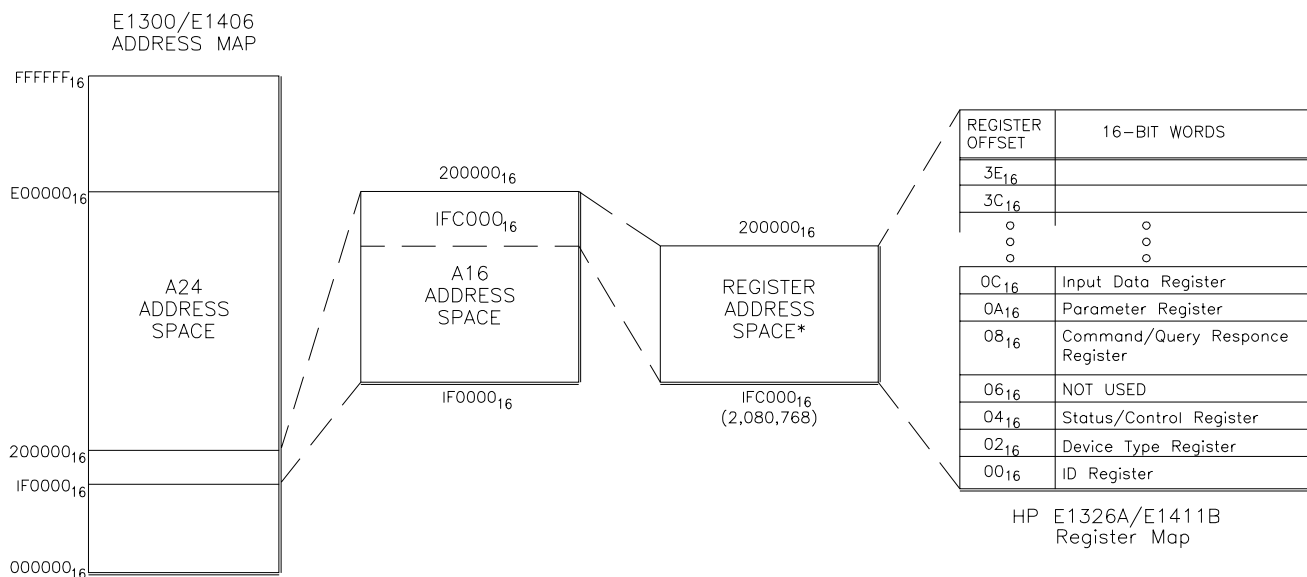 E1300/E1406
ADDRESS MAP
FFFFFF16
E0000016
A24
ADDRESS
SPACE
20000016
IF000016
00000016
20000016
IFC00016
A16
ADDRESS
SPACE
IF000016
20000016
REGISTER
ADDRESS
SPACE*
IFC00016
(2,080,768)
REGISTER
OFFSET
16-BIT WORDS
3E16
3C16
0C16 Input Data Register
0A16 Parameter Register
0816 Command/Query Responce
Register
0616 NOT USED
0416 Status/Control Register
0216 Device Type Register
0016 ID Register
HP E1326A/E1411B
Register Map